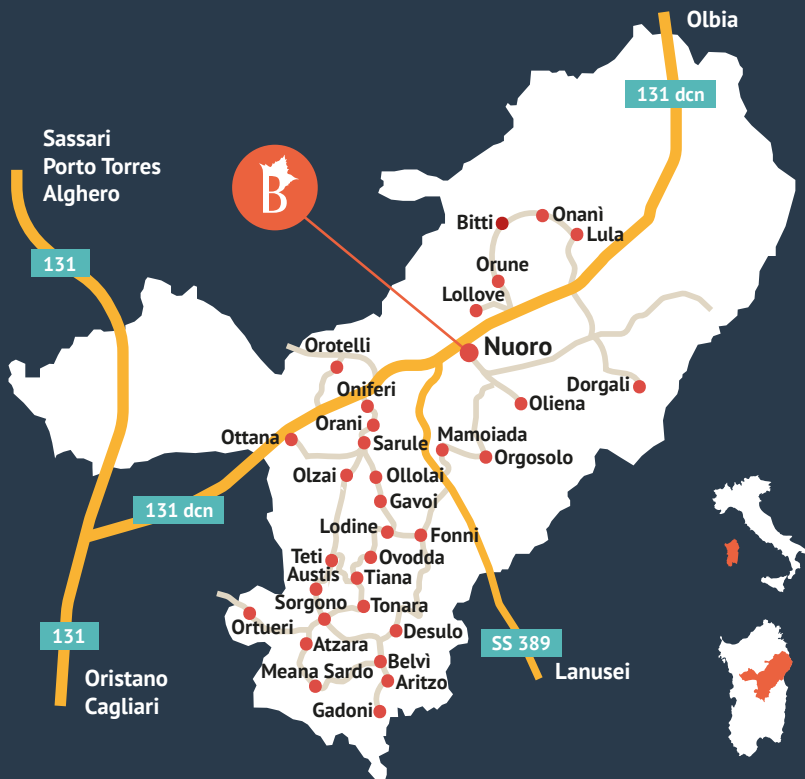 Olbia
131 dcn
Sassari
Porto Torres
Alghero
B
131
Bitti
Onanì
Lula
Orune
Lollove
Nuoro
Orotelli
Oniferi
Dorgali
Oliena
Orani
Ottana
Sarule
Mamoiada
Orgosolo
Olzai
Ollolai
Gavoi
131 dcn
Lodine
Fonni
Teti
Ovodda
Austis
Tiana
Sorgono
Tonara
Ortueri
Desulo
131
Atzara
SS 389
Belvì
Meana Sardo
Lanusei
Aritzo
Oristano
Cagliari
Gadoni